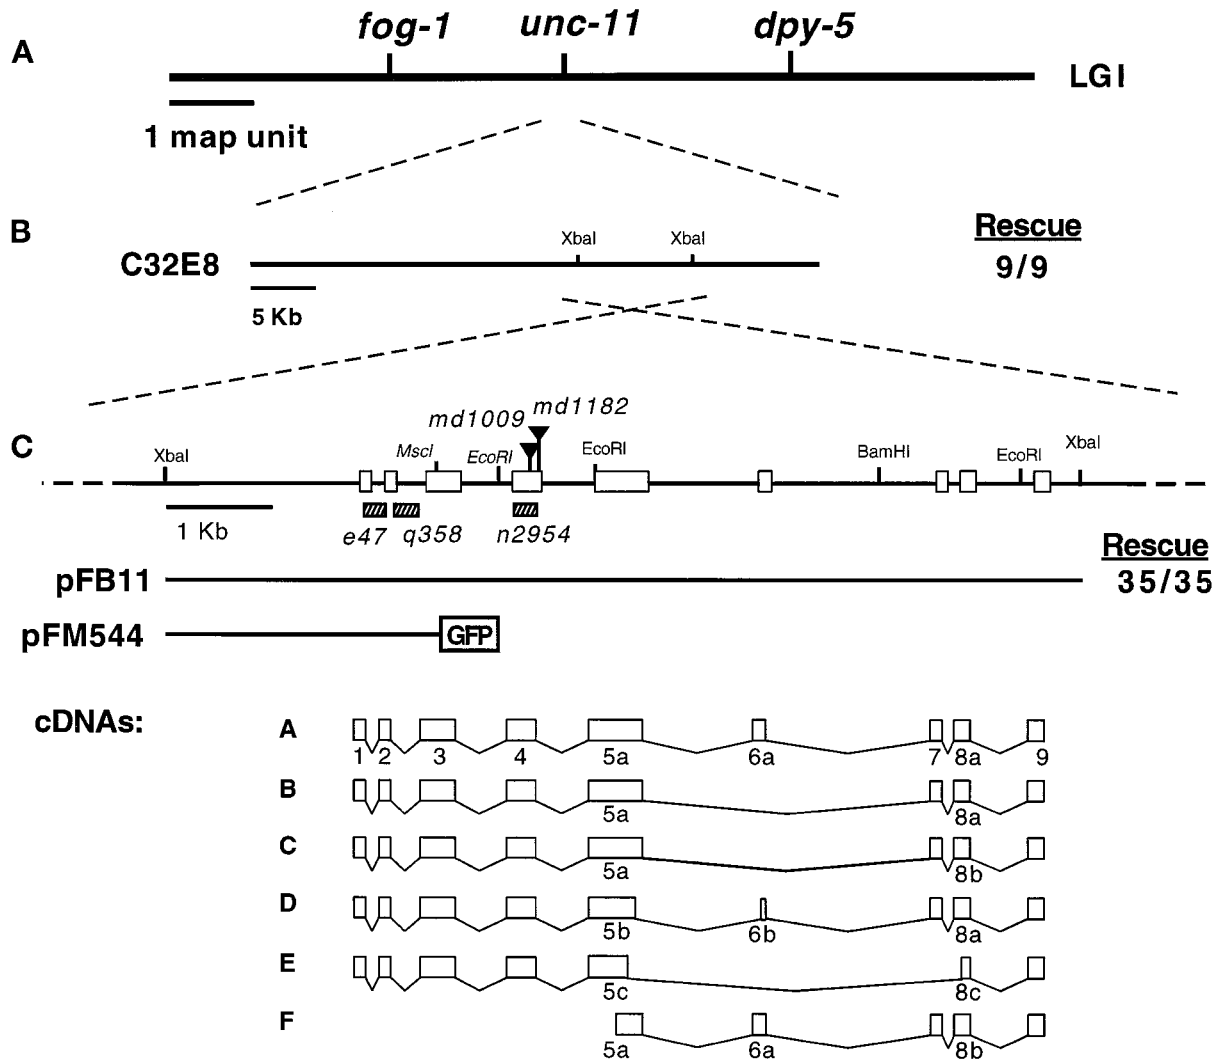 A
fog-1 unc-11 dpy-5
LG I
1 map unit
B
C32E8
XbaI XbaI
Rescue
9/9
5 Kb
C
md1009 md1182
XbaI MscI EcoRI EcoRI BamHI EcoRI XbaI
1 Kb
e47 q358 n2954
Rescue
pFB11 35/35
pFM544 GFP
cDNAs:
A
1 2 3 4 5a 6a 7 8a 9
B
5a 8a
C
5a 8b
D
5b 6b 8a
E
5c 8c
F
5a 6a 8b